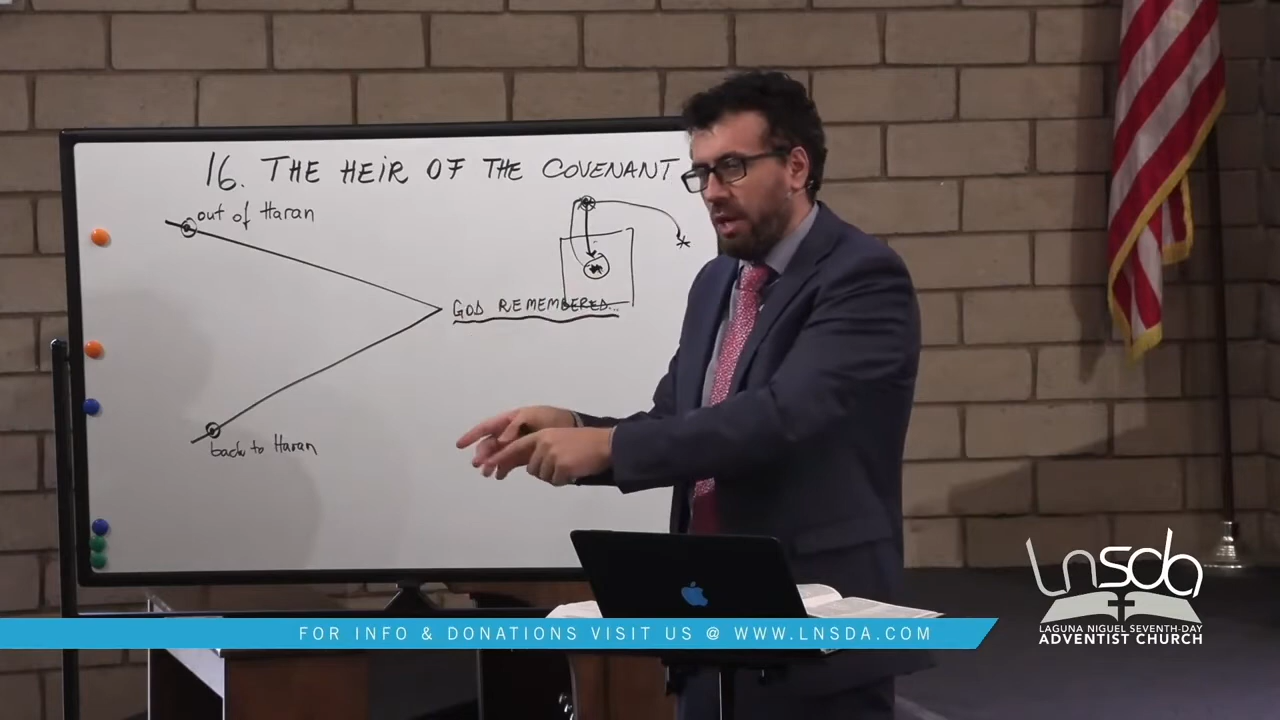 16. THE HEIR OF THE COVENANT
out of Haran
GOD REMEMBERED...
back to Haran
LNSDA
LAGUNA NIGUEL SEVENTH-DAY
ADVENTIST CHURCH
FOR INFO & DONATIONS VISIT US @ WWW.LNSDA.COM